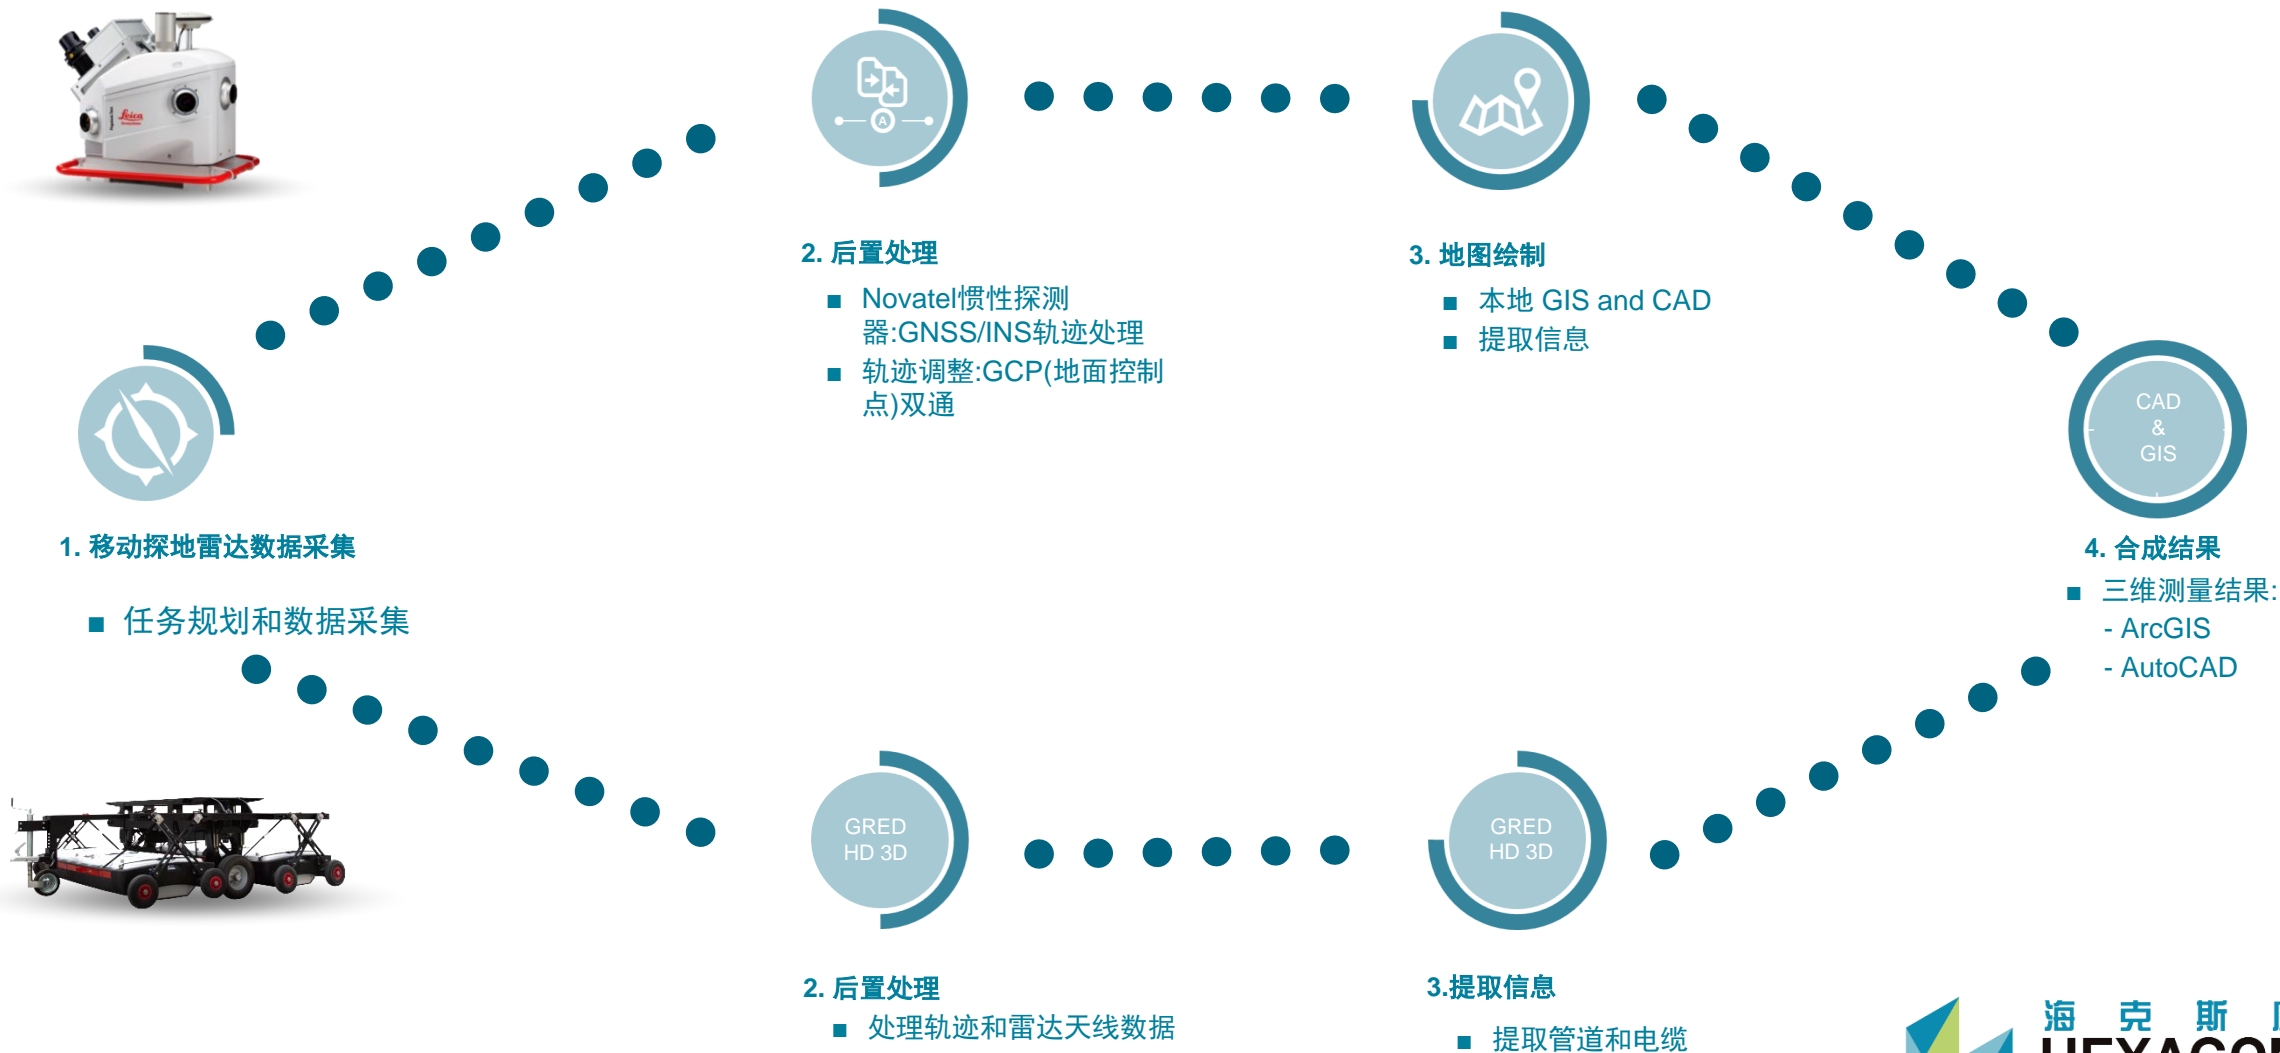 Leica
A
2. 后置处理
■ Novatel惯性探测
器:GNSS/INS轨迹处理
■ 轨迹调整:GCP(地面控制
点)双通
3. 地图绘制
■ 本地 GIS and CAD
■ 提取信息
1. 移动探地雷达数据采集
■ 任务规划和数据采集
CAD
&
GIS
4. 合成结果
■ 三维测量结果:
- ArcGIS
- AutoCAD
GRED
HD 3D
2. 后置处理
■ 处理轨迹和雷达天线数据
GRED
HD 3D
3.提取信息
■ 提取管道和电缆
海克斯
HEXAGON